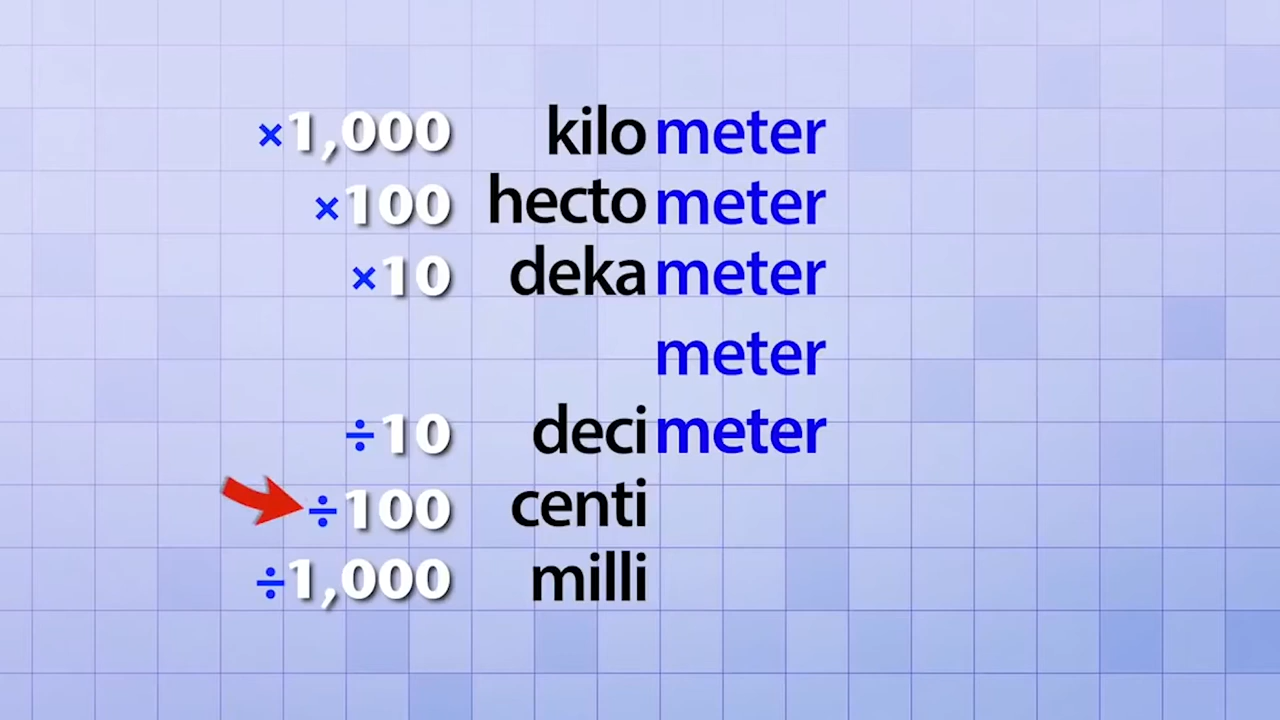 ×1,000 kilometer
×100 hectometer
×10 dekameter
meter
÷10 decimeter
÷100 centi
÷1,000 milli